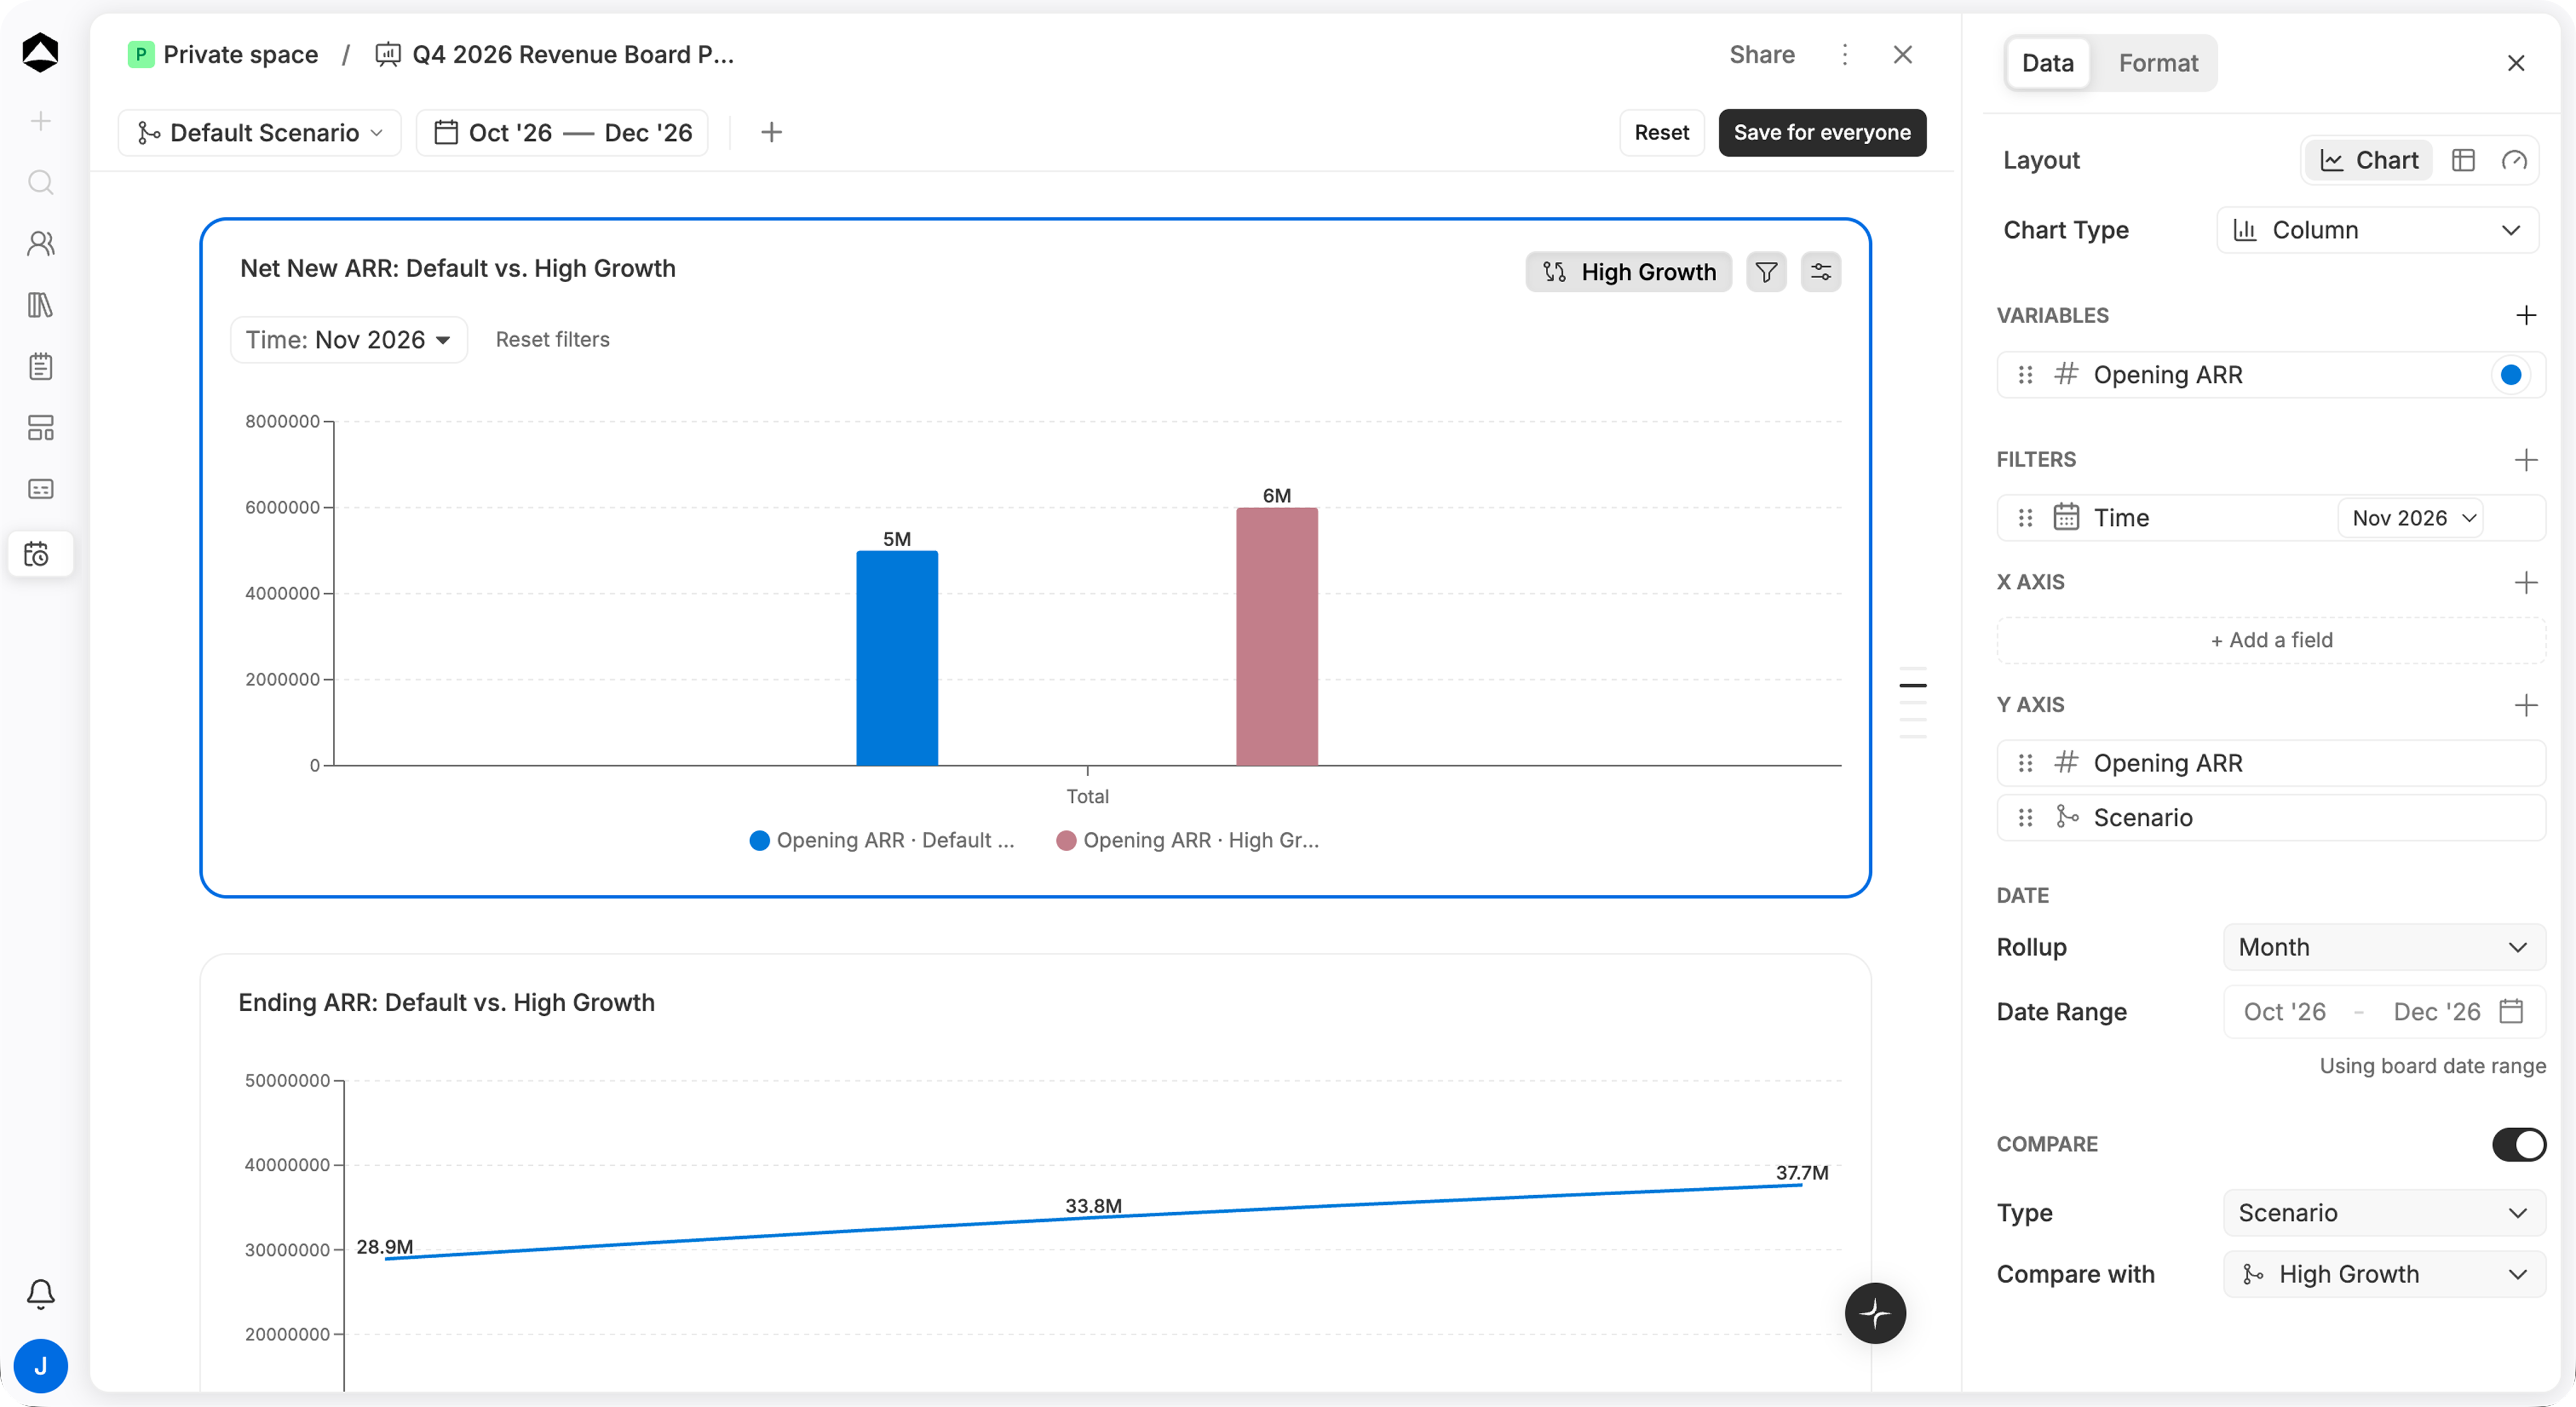 P Private space / Q4 2026 Revenue Board P...
Share
Default Scenario
Oct '26 — Dec '26
Reset
Save for everyone
Net New ARR: Default vs. High Growth
High Growth
Time: Nov 2026
Reset filters
8000000
6000000
4000000
2000000
0
5M
6M
Total
Opening ARR · Default ...
Opening ARR · High Gr...
Ending ARR: Default vs. High Growth
50000000
40000000
30000000
20000000
28.9M
33.8M
37.7M
J
Data
Format
Layout
Chart
Chart Type
Column
VARIABLES
Opening ARR
FILTERS
Time
Nov 2026
X AXIS
+ Add a field
Y AXIS
Opening ARR
Scenario
DATE
Rollup
Month
Date Range
Oct '26 - Dec '26
Using board date range
COMPARE
Type
Scenario
Compare with
High Growth